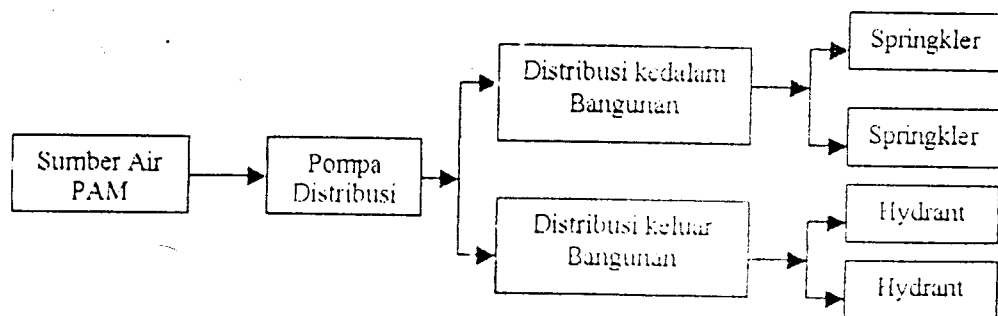 Sumber Air
PAM
Pompa
Distribusi
Distribusi kedalam
Bangunan
Distribusi keluar
Bangunan
Springkler
Springkler
Hydrant
Hydrant